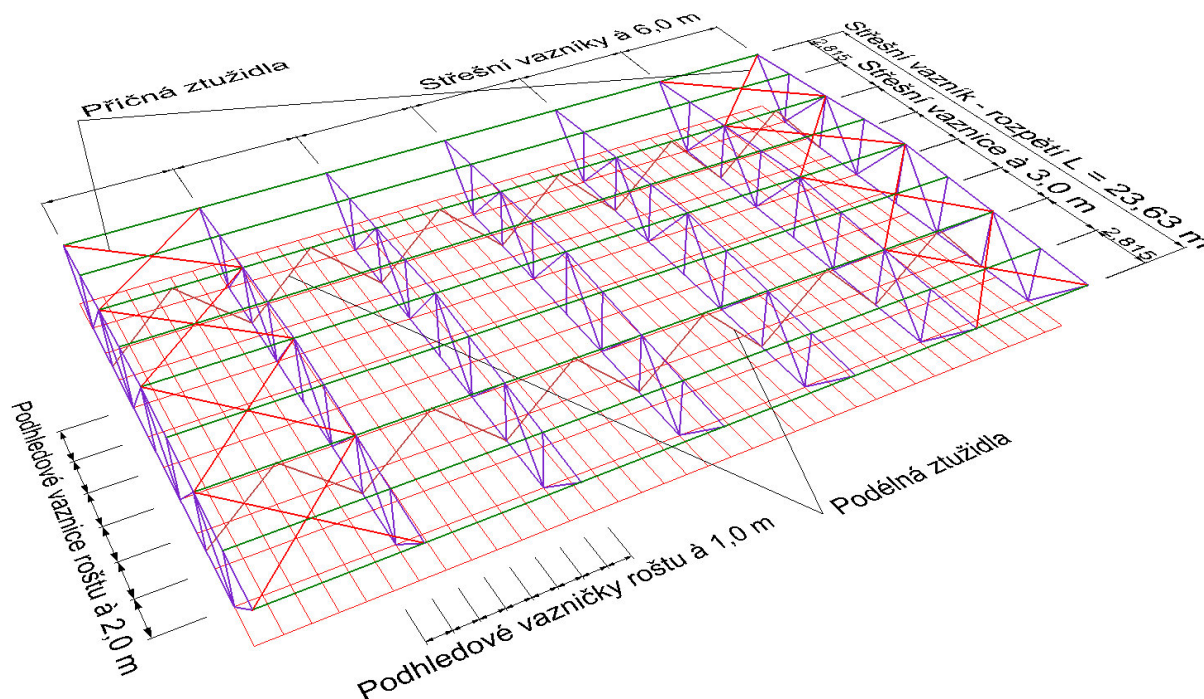 Příčná ztužidla
Střešní vazníky à 6,0 m
Střešní vazník - rozpětí L = 23,63 m
2,815
Střešní vaznice à 3,0 m
2,815
Podhledové vaznice roštu à 2,0 m
Podélná ztužidla
Podhledové vazničky roštu à 1,0 m